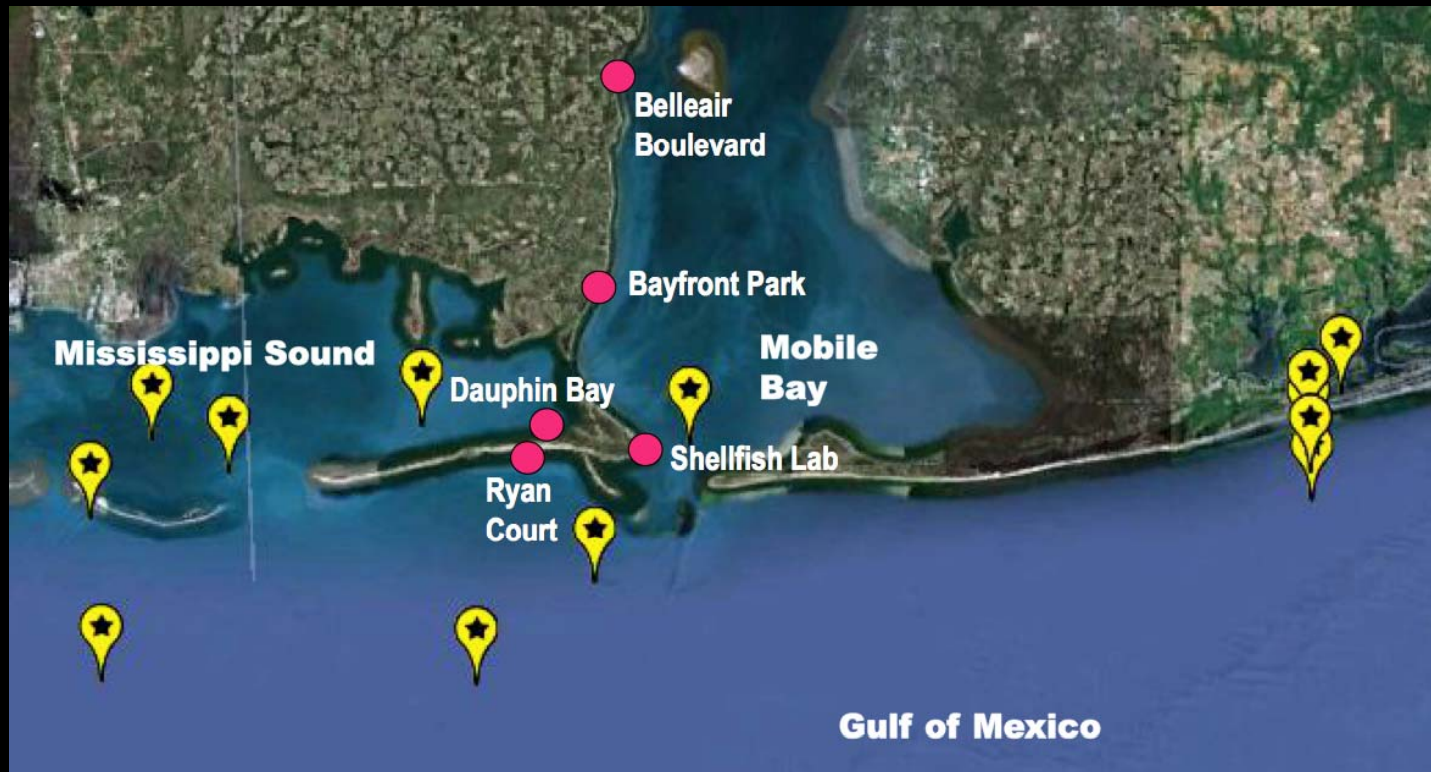 Belleair
Boulevard
Bayfront Park
Mississippi Sound
Mobile
Bay
Dauphin Bay
Shellfish Lab
Ryan
Court
Gulf of Mexico